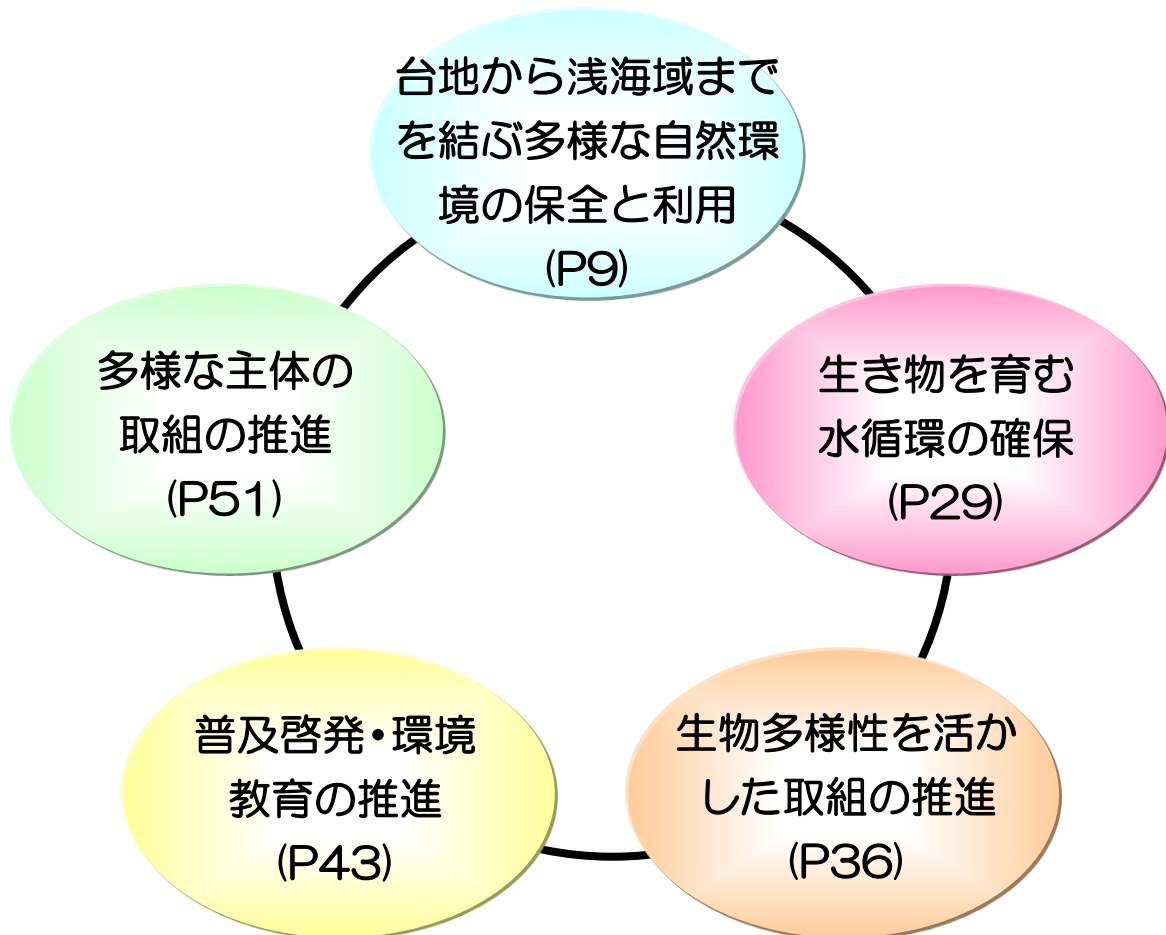 台地から浅海域まで
を結ぶ多様な自然環
境の保全と利用
(P9)
生き物を育む
水循環の確保
(P29)
生物多様性を活か
した取組の推進
(P36)
普及啓発・環境
教育の推進
(P43)
多様な主体の
取組の推進
(P51)